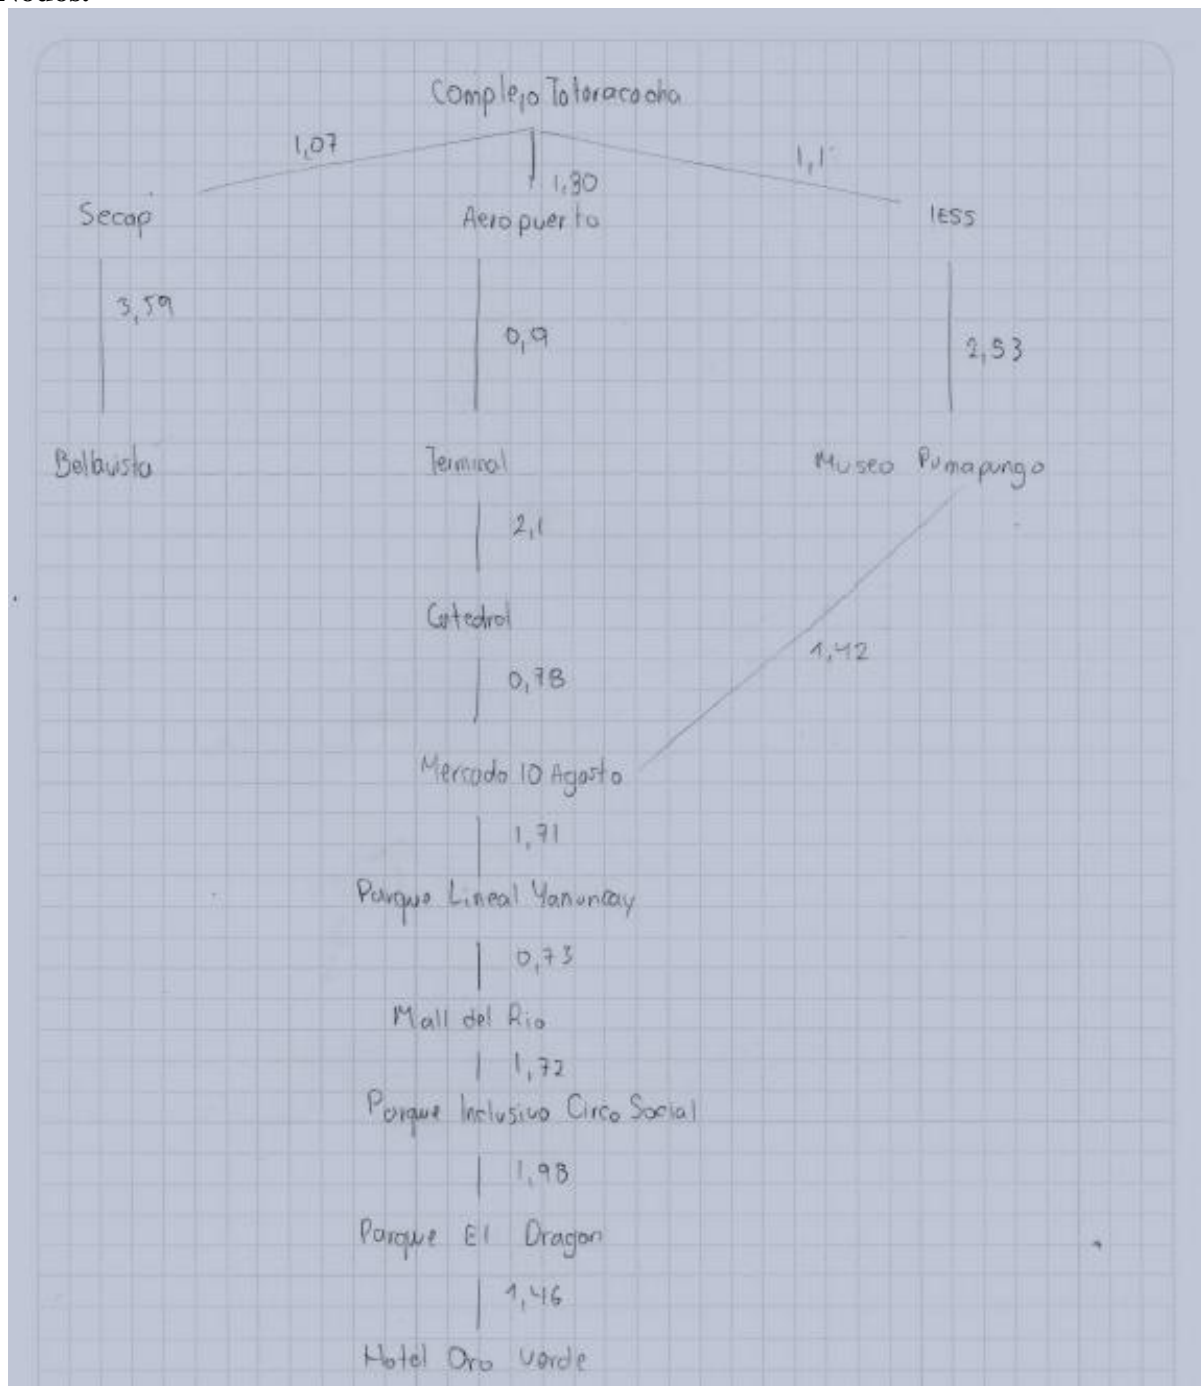 Nodos:
Complejo Totoracocha
1,07
1,1
1,30
Secap
Aeropuerto
IESS
3,59
0,9
2,53
Bellavista
Terminal
Museo Pumapungo
2,1
Catedral
1,42
0,78
Mercado 10 Agosto
1,71
Parque Lineal Yanuncay
0,73
Mall del Rio
1,72
Parque Inclusivo Circo Social
1,98
Parque El Dragon
1,46
Hotel Oro Verde